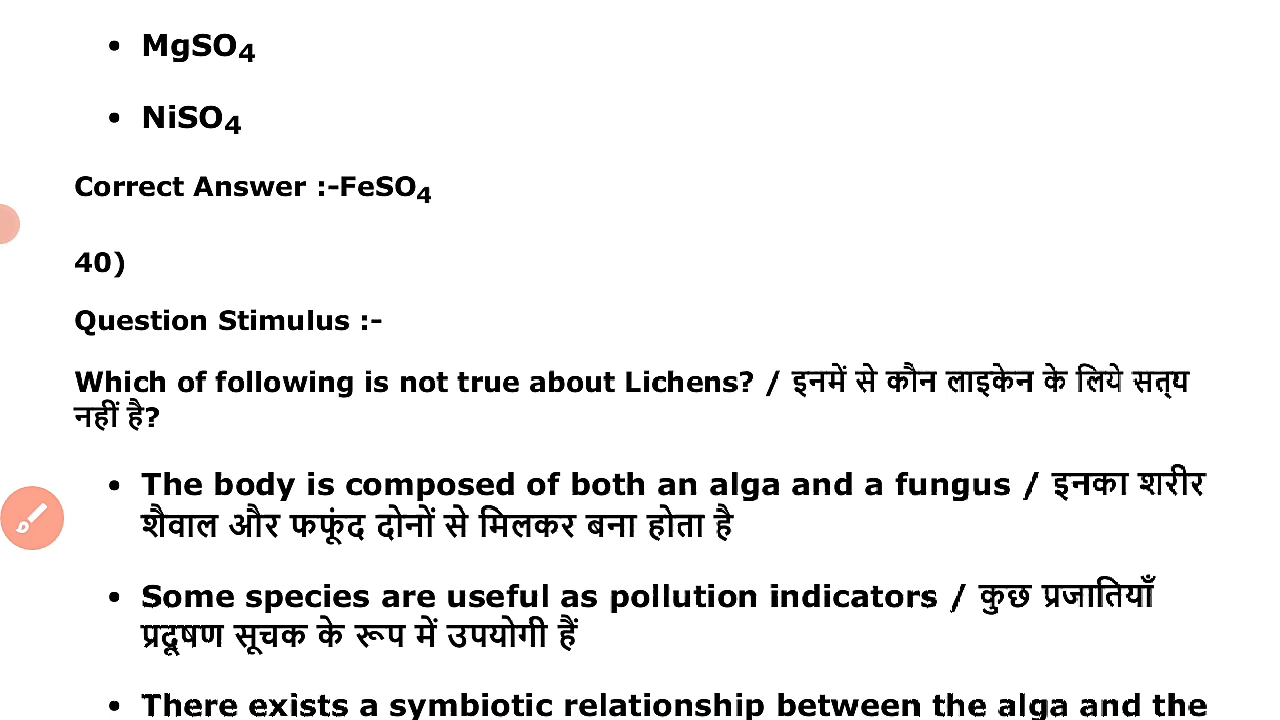 • MgSO₄
• NiSO₄
Correct Answer :-FeSO₄
40)
Question Stimulus :-
Which of following is not true about Lichens? / इनमें से कौन लाइकेन के लिये सत्य
नहीं है?
• The body is composed of both an alga and a fungus / इनका शरीर
शैवाल और फफूंद दोनों से मिलकर बना होता है
• Some species are useful as pollution indicators / कुछ प्रजातियाँ
प्रदूषण सूचक के रूप में उपयोगी हैं
• There exists a symbiotic relationship between the alga and the